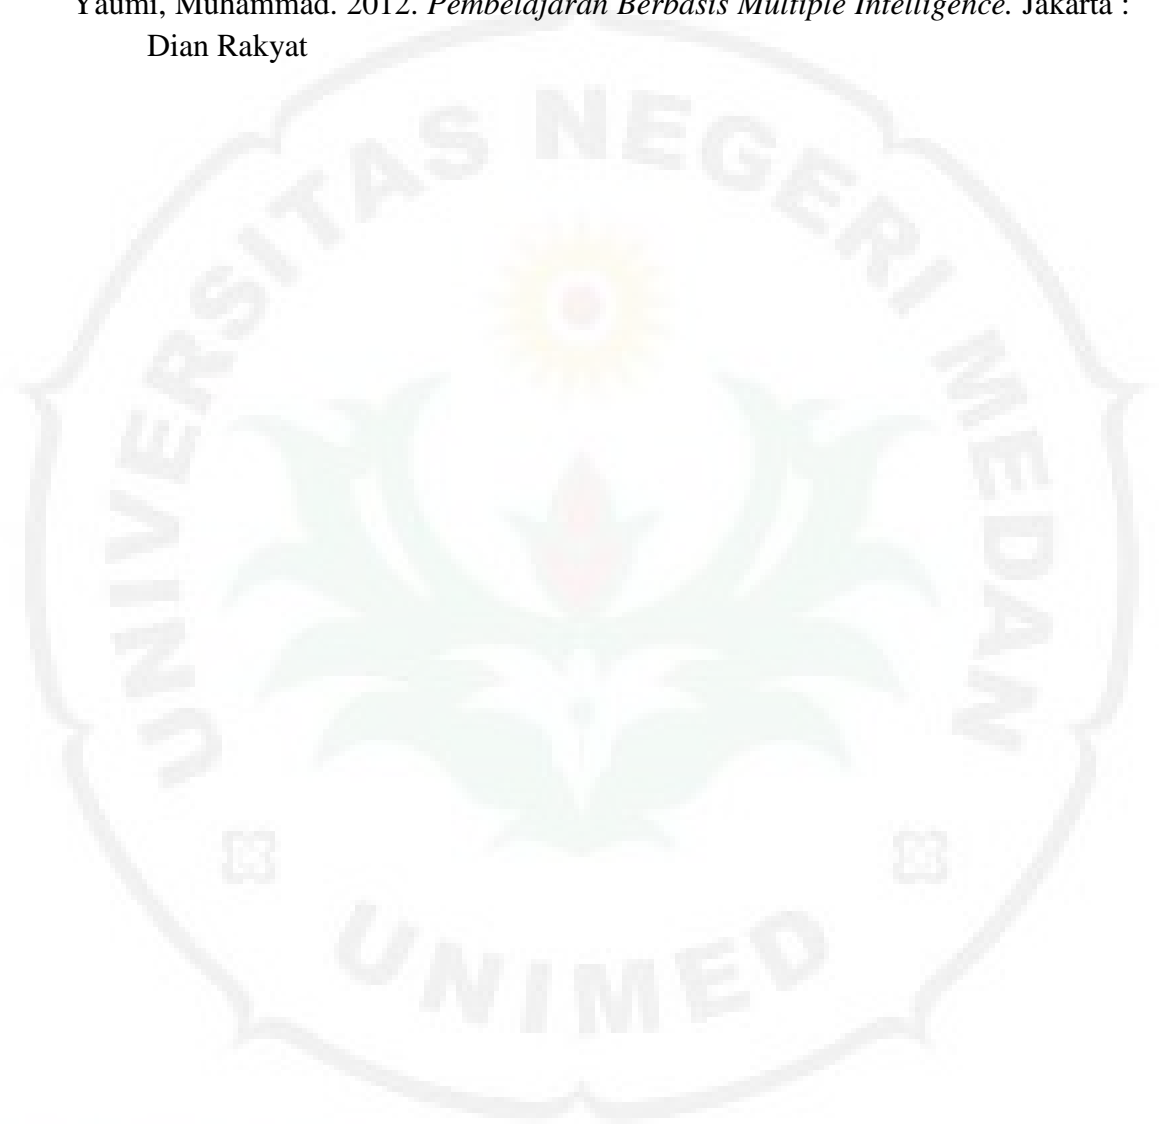 Yaumi, Muhammad. 2012. Pembelajaran Berbasis Multiple Intelligence. Jakarta :
Dian Rakyat
UNIVERSITAS NEGERI MEDAN
UNIMED